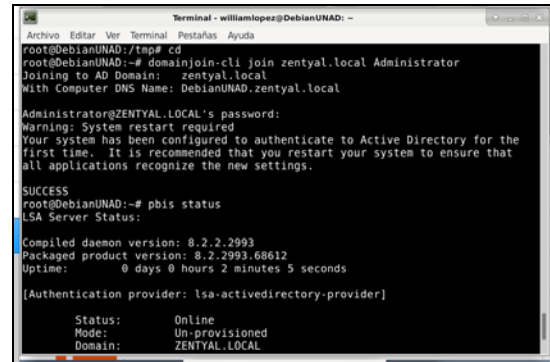 Terminal - williamlopez@DebianUNAD: ~
Archivo Editar Ver Terminal Pestañas Ayuda
root@DebianUNAD:/tmp# cd
root@DebianUNAD:~# domainjoin-cli join zentyal.local Administrator
Joining to AD Domain: zentyal.local
With Computer DNS Name: DebianUNAD.zentyal.local
Administrator@ZENTYAL.LOCAL's password:
Warning: System restart required
Your system has been configured to authenticate to Active Directory for the
first time. It is recommended that you restart your system to ensure that
all applications recognize the new settings.
SUCCESS
root@DebianUNAD:~# pbis status
LSA Server Status:
Compiled daemon version: 8.2.2.2993
Packaged product version: 8.2.2993.68612
Uptime: 0 days 0 hours 2 minutes 5 seconds
[Authentication provider: lsa-activedirectory-provider]
Status: Online
Mode: Un-provisioned
Domain: ZENTYAL.LOCAL